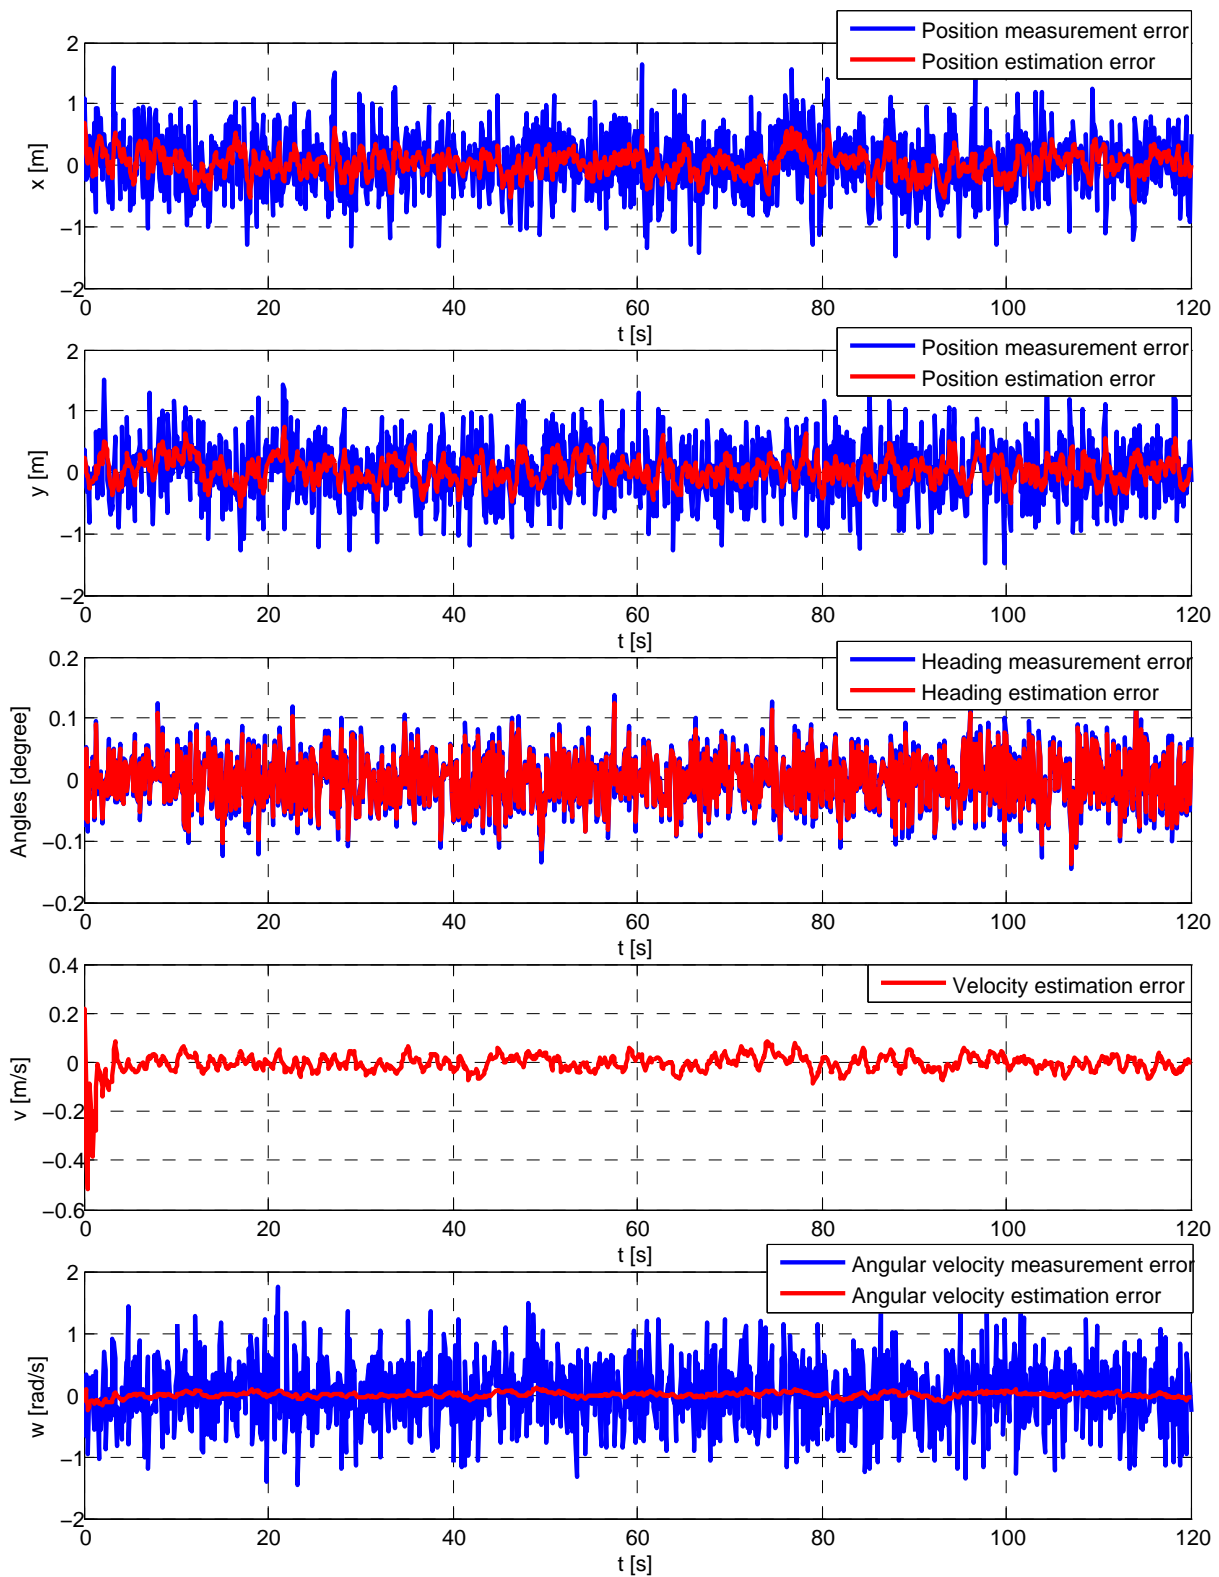 Position measurement error
Position estimation error
2
1
0
−1
−2
x [m]
0 20 40 60 80 100 120
t [s]
Position measurement error
Position estimation error
2
1
0
−1
−2
y [m]
0 20 40 60 80 100 120
t [s]
Heading measurement error
Heading estimation error
0.2
0.1
0
−0.1
−0.2
Angles [degree]
0 20 40 60 80 100 120
t [s]
Velocity estimation error
0.4
0.2
0
−0.2
−0.4
−0.6
v [m/s]
0 20 40 60 80 100 120
t [s]
Angular velocity measurement error
Angular velocity estimation error
2
1
0
−1
−2
w [rad/s]
0 20 40 60 80 100 120
t [s]